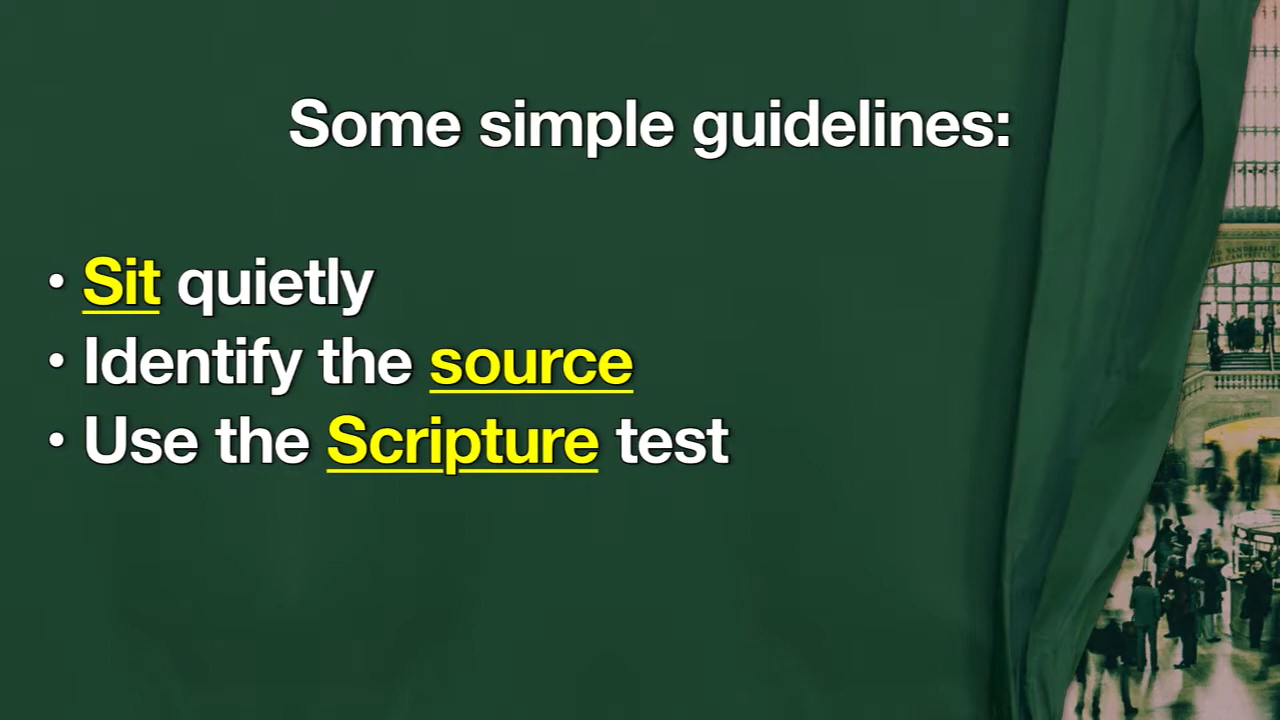 Some simple guidelines:
• Sit quietly
• Identify the source
• Use the Scripture test